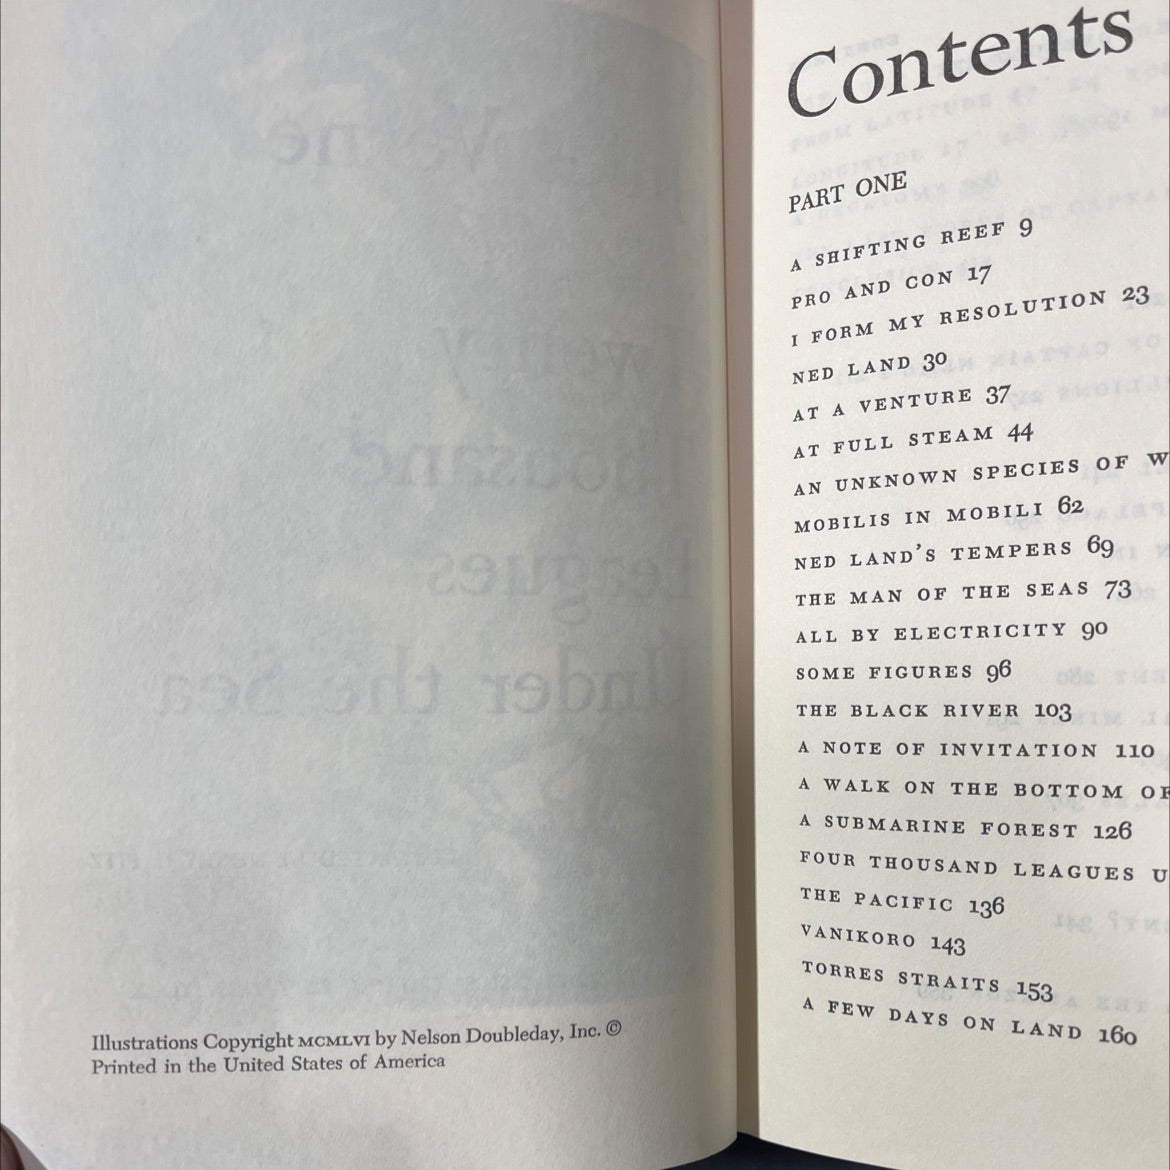 Illustrations Copyright MCMLVI by Nelson Doubleday, Inc. ©
Printed in the United States of America
Contents
PART ONE
A SHIFTING REEF 9
PRO AND CON 17
I FORM MY RESOLUTION 23
NED LAND 30
AT A VENTURE 37
AT FULL STEAM 44
AN UNKNOWN SPECIES OF W
MOBILIS IN MOBILI 62
NED LAND'S TEMPERS 69
THE MAN OF THE SEAS 73
ALL BY ELECTRICITY 90
SOME FIGURES 96
THE BLACK RIVER 103
A NOTE OF INVITATION 110
A WALK ON THE BOTTOM OF
A SUBMARINE FOREST 126
FOUR THOUSAND LEAGUES U
THE PACIFIC 136
VANIKORO 143
TORRES STRAITS 153
A FEW DAYS ON LAND 160